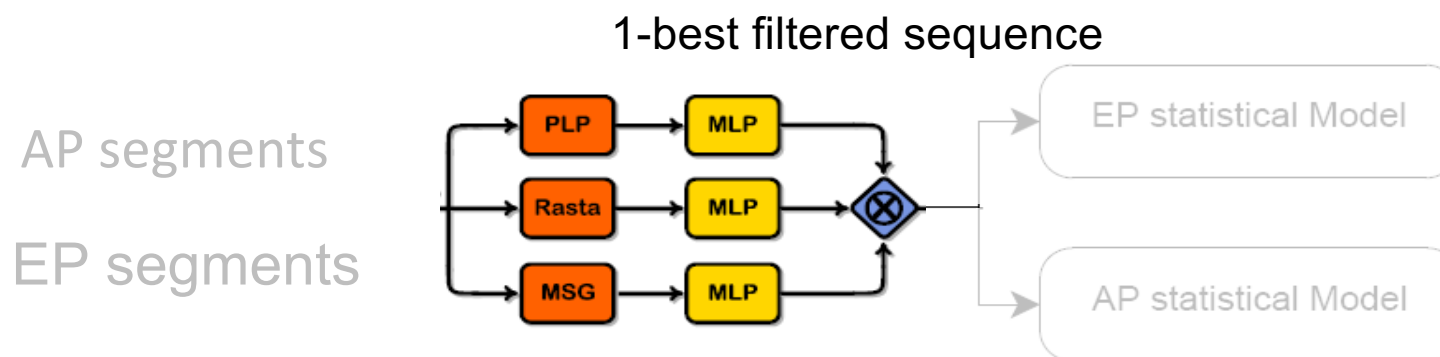 1-best filtered sequence
AP segments
EP segments
PLP
MLP
Rasta
MLP
MSG
MLP
EP statistical Model
AP statistical Model